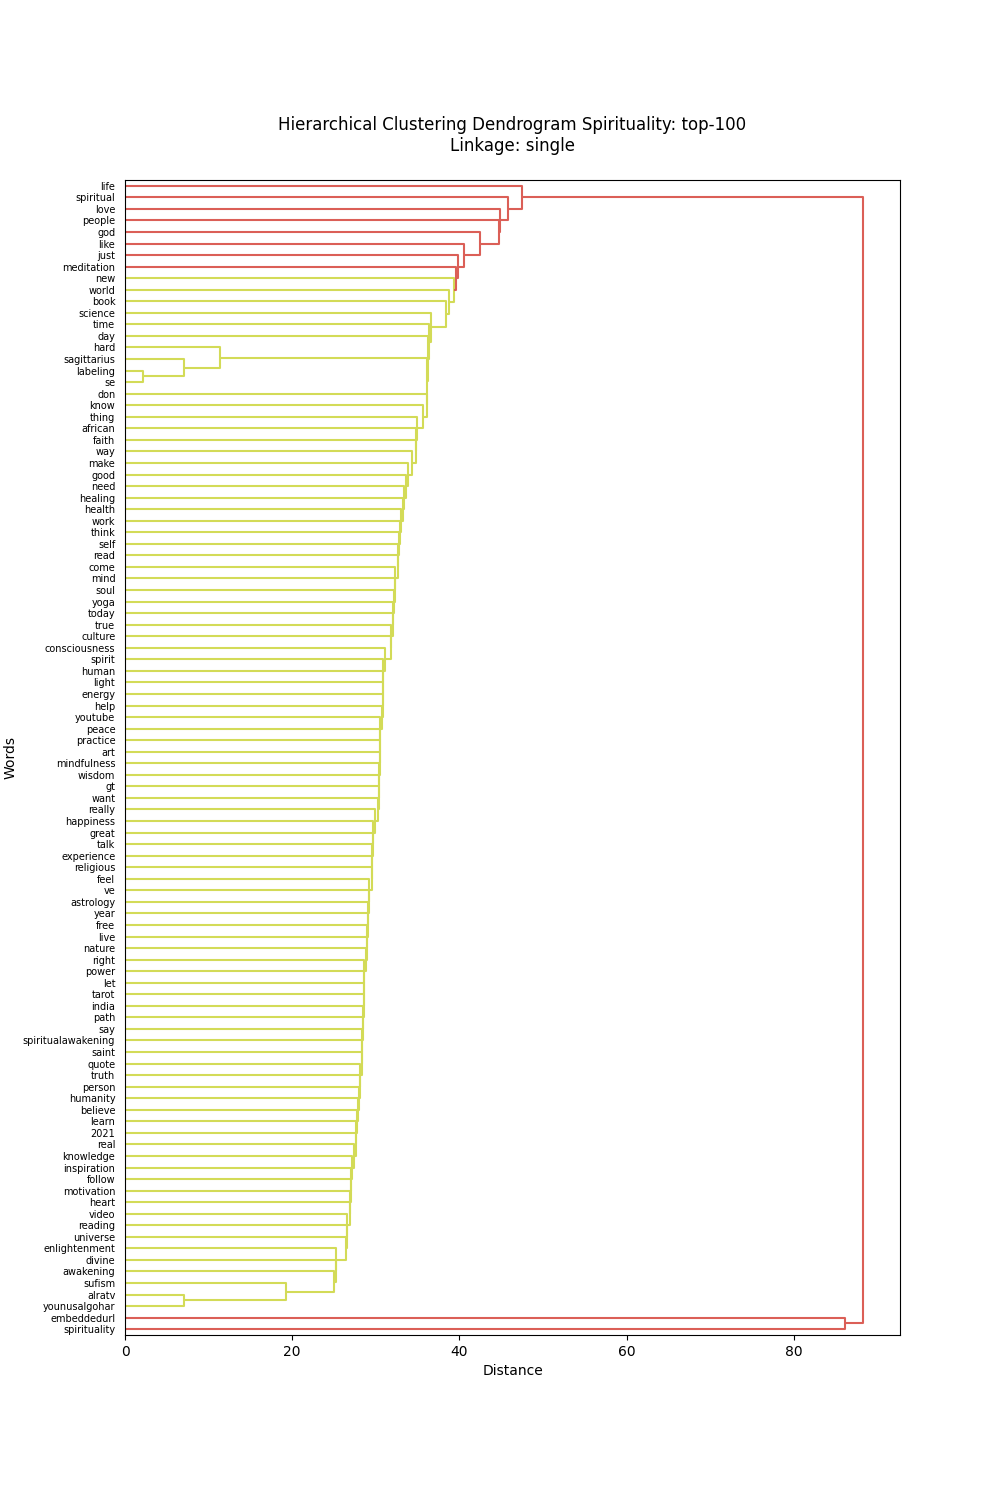 Hierarchical Clustering Dendrogram Spirituality: top-100
Linkage: single
life
spiritual
love
people
god
like
just
meditation
new
world
book
science
time
day
hard
sagittarius
labeling
se
don
know
thing
african
faith
way
make
good
need
healing
health
work
think
self
read
come
mind
soul
yoga
today
true
culture
consciousness
spirit
human
light
energy
help
youtube
peace
practice
art
mindfulness
wisdom
gt
want
really
happiness
great
talk
experience
religious
feel
ve
astrology
year
free
live
nature
right
power
let
tarot
india
path
say
spiritualawakening
saint
quote
truth
person
humanity
believe
learn
2021
real
knowledge
inspiration
follow
motivation
heart
video
reading
universe
enlightenment
divine
awakening
sufism
alratv
younusalgohar
embeddedurl
spirituality
Words
0 20 40 60 80
Distance